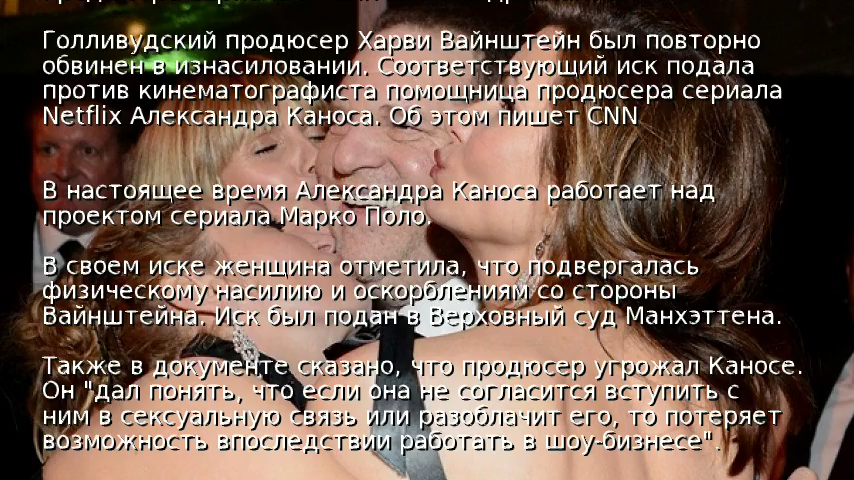 Голливудский продюсер Харви Вайнштейн был повторно
обвинен в изнасиловании. Соответствующий иск подала
против кинематографиста помощница продюсера сериала
Netflix Александра Каноса. Об этом пишет CNN
В настоящее время Александра Каноса работает над
проектом сериала Марко Поло.
В своем иске женщина отметила, что подвергалась
физическому насилию и оскорблениям со стороны
Вайнштейна. Иск был подан в Верховный суд Манхэттена.
Также в документе сказано, что продюсер угрожал Каносе.
Он "дал понять, что если она не согласится вступить с
ним в сексуальную связь или разоблачит его, то потеряет
возможность впоследствии работать в шоу-бизнесе".